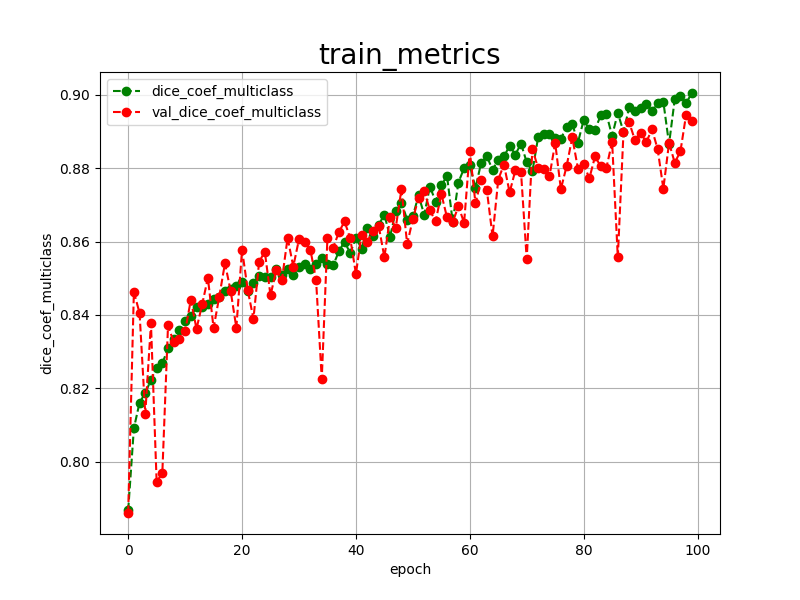 train_metrics
dice_coef_multiclass
val_dice_coef_multiclass
0.90
0.88
0.86
0.84
0.82
0.80
dice_coef_multiclass
0 20 40 60 80 100
epoch